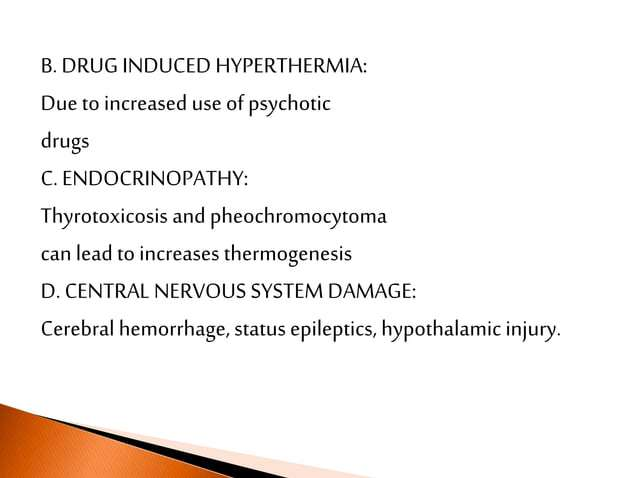 B. DRUG INDUCED HYPERTHERMIA:
Due to increased use of psychotic
drugs
C. ENDOCRINOPATHY:
Thyrotoxicosis and pheochromocytoma
can lead to increases thermogenesis
D. CENTRAL NERVOUS SYSTEM DAMAGE:
Cerebral hemorrhage, status epileptics, hypothalamic injury.